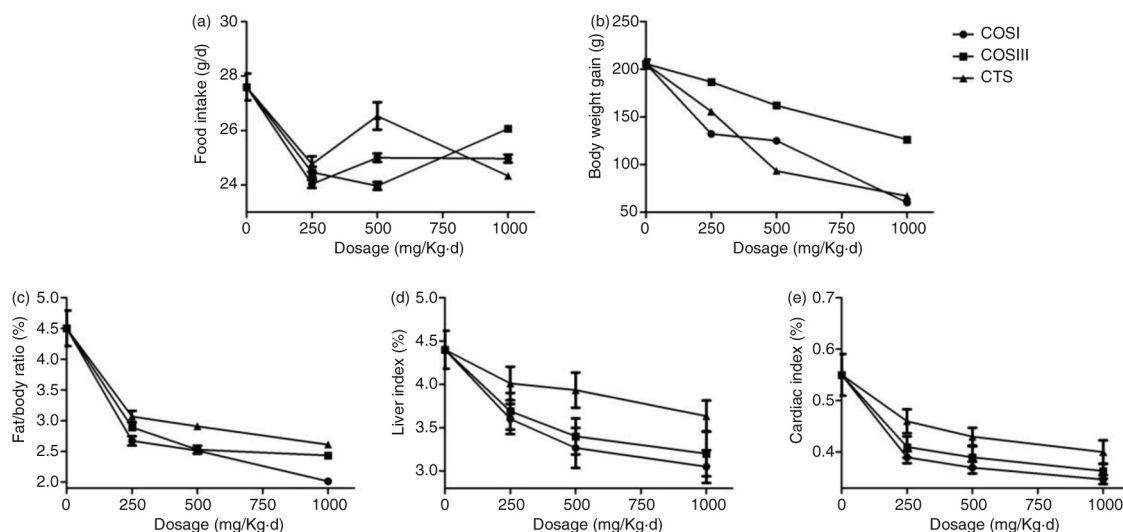 (a)
30
28
26
24
Food intake (g/d)
0 250 500 750 1000
Dosage (mg/Kg·d)
(b)
250
200
150
100
50
Body weight gain (g)
0 250 500 750 1000
Dosage (mg/Kg·d)
COSI
COSIII
CTS
(c)
5.0
4.5
4.0
3.5
3.0
2.5
2.0
Fat/body ratio (%)
0 250 500 750 1000
Dosage (mg/Kg·d)
(d)
5.0
4.5
4.0
3.5
3.0
Liver index (%)
0 250 500 750 1000
Dosage (mg/Kg·d)
(e)
0.7
0.6
0.5
0.4
Cardiac index (%)
0 250 500 750 1000
Dosage (mg/Kg·d)